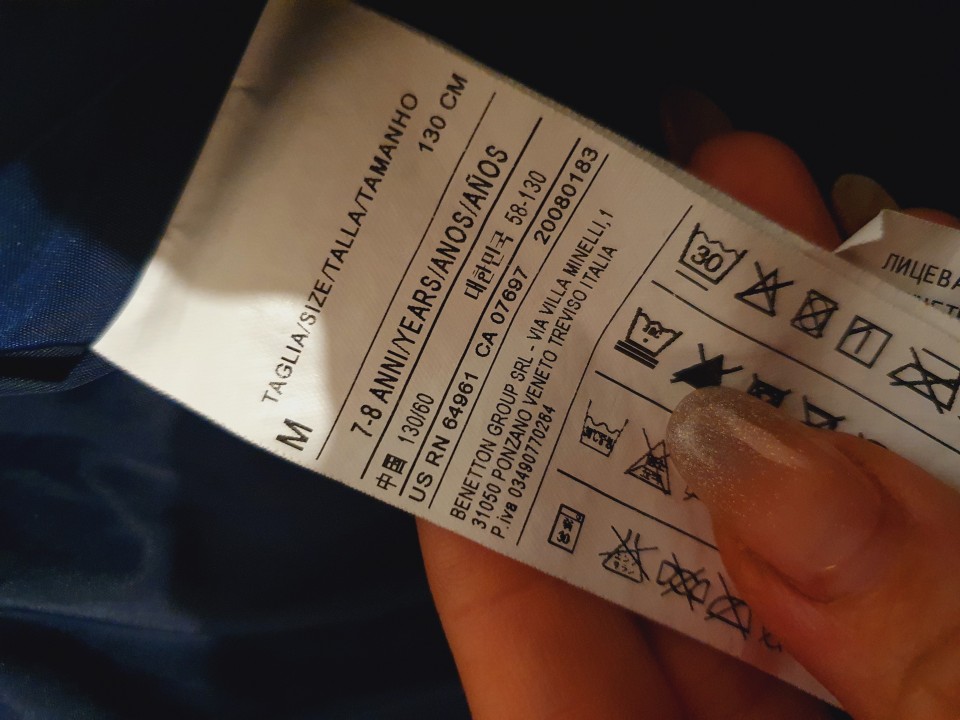 TAGLIA/SIZE/TALLA/TAMANHO
M 130 CM
7-8 ANNI/YEARS/ANOS/AÑOS
中国 130/60 대한민국 58-130
US RN 64961 CA 07697 20080183
BENETTON GROUP SRL - VIA VILLA MINELLI, 1
31050 PONZANO VENETO TREVISO ITALIA
P.iva 03490770264
30
30
ЛИЦЕВА